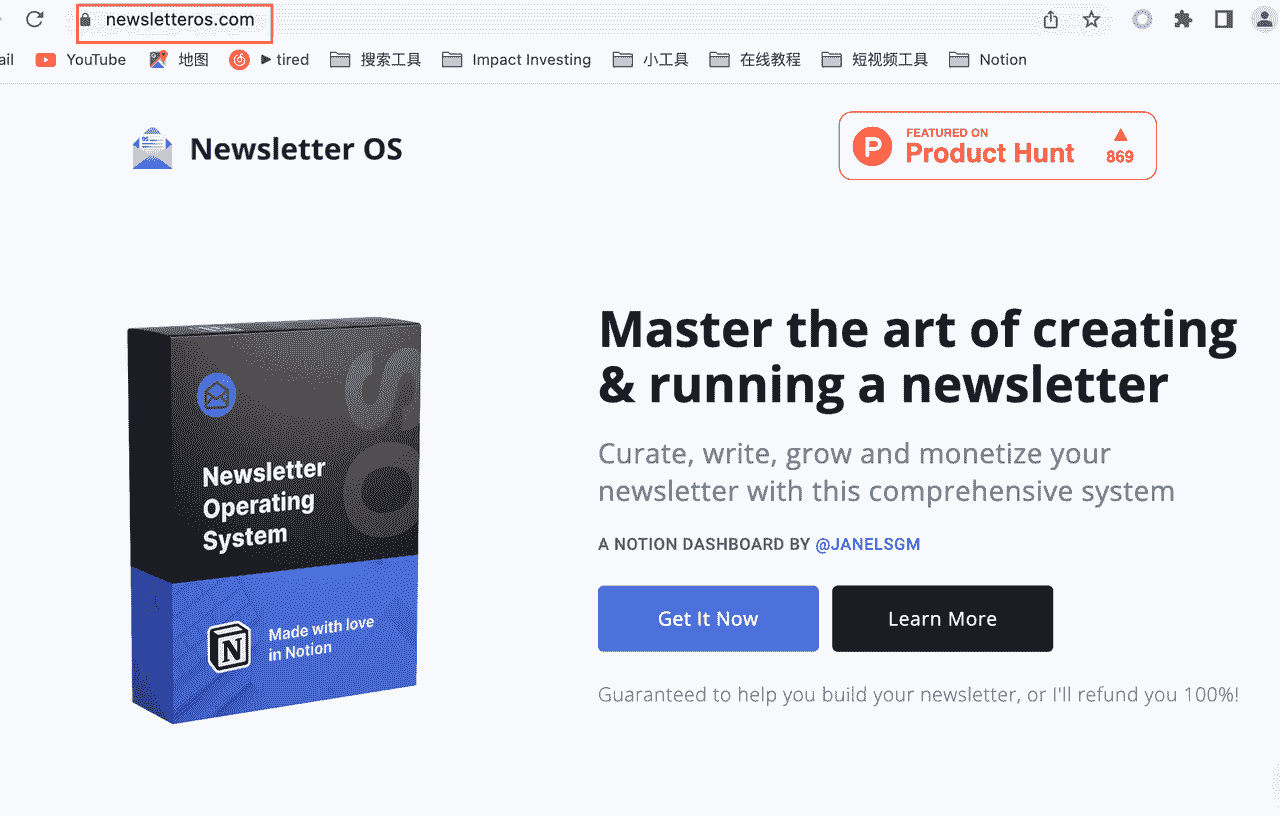 newsletteros.com
ail
YouTube
地图
▶ tired
搜索工具
Impact Investing
小工具
在线教程
短视频工具
Notion
Newsletter OS
FEATURED ON
Product Hunt
869
OS
Newsletter
Operating
System
Made with love
in Notion
Master the art of creating
& running a newsletter
Curate, write, grow and monetize your
newsletter with this comprehensive system
A NOTION DASHBOARD BY @JANELSGM
Get It Now
Learn More
Guaranteed to help you build your newsletter, or I'll refund you 100%!